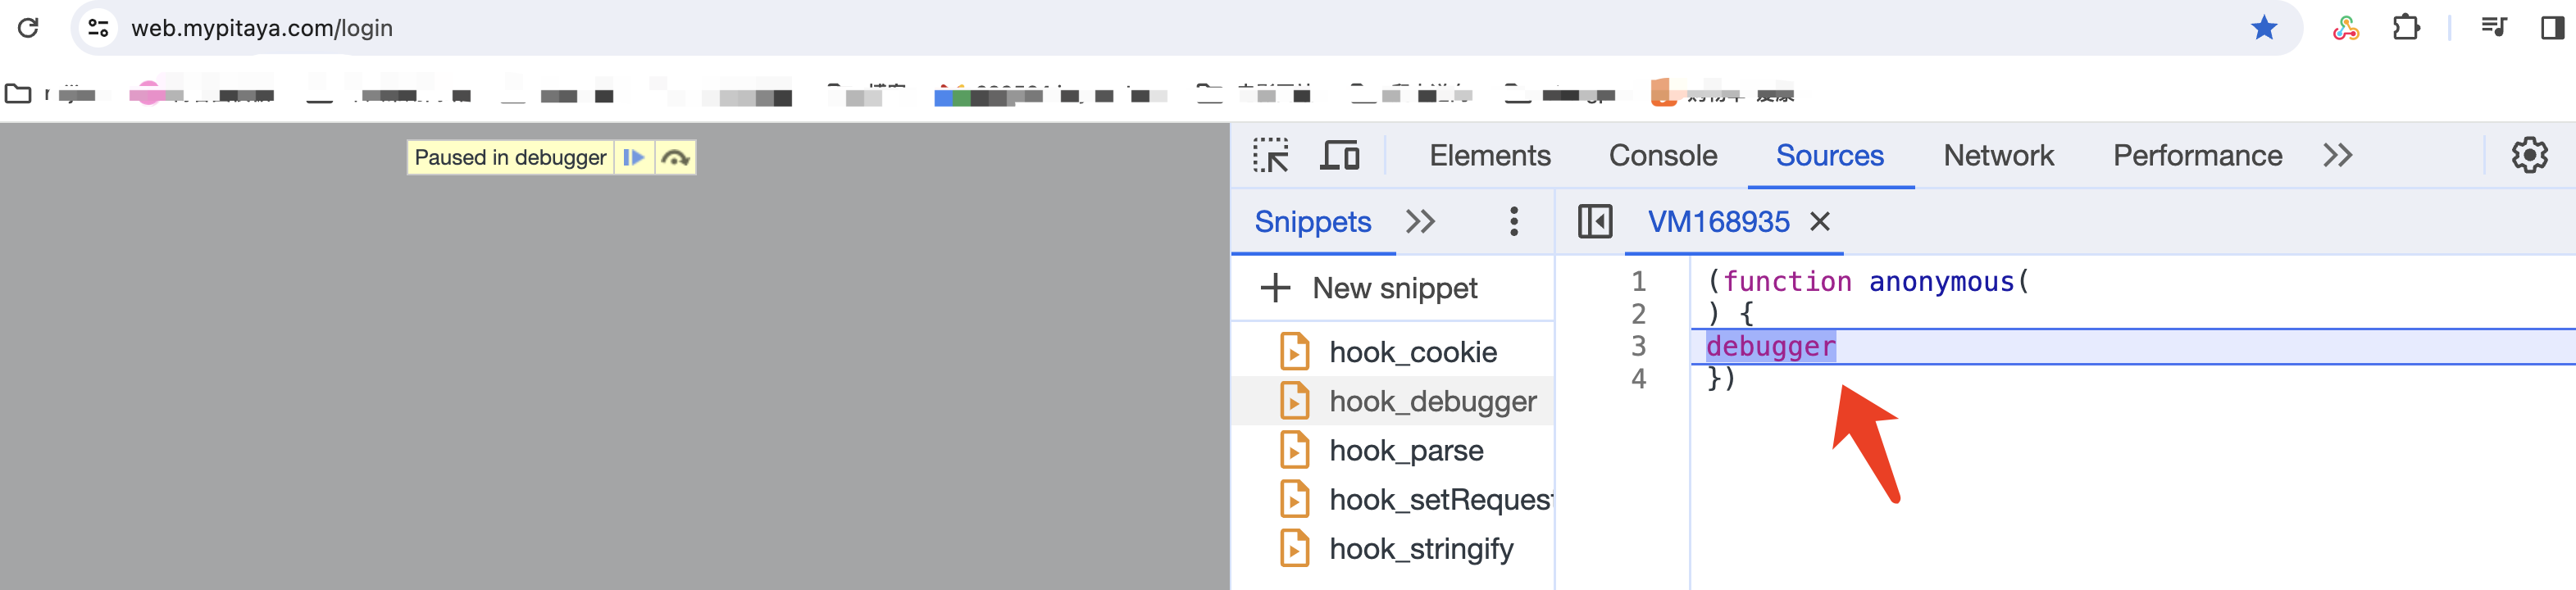 web.mypitaya.com/login
Paused in debugger
Elements Console Sources Network Performance
Snippets
VM168935
New snippet
hook_cookie
hook_debugger
hook_parse
hook_setRequest
hook_stringify
1 (function anonymous(
2 ) {
3 debugger
4 })